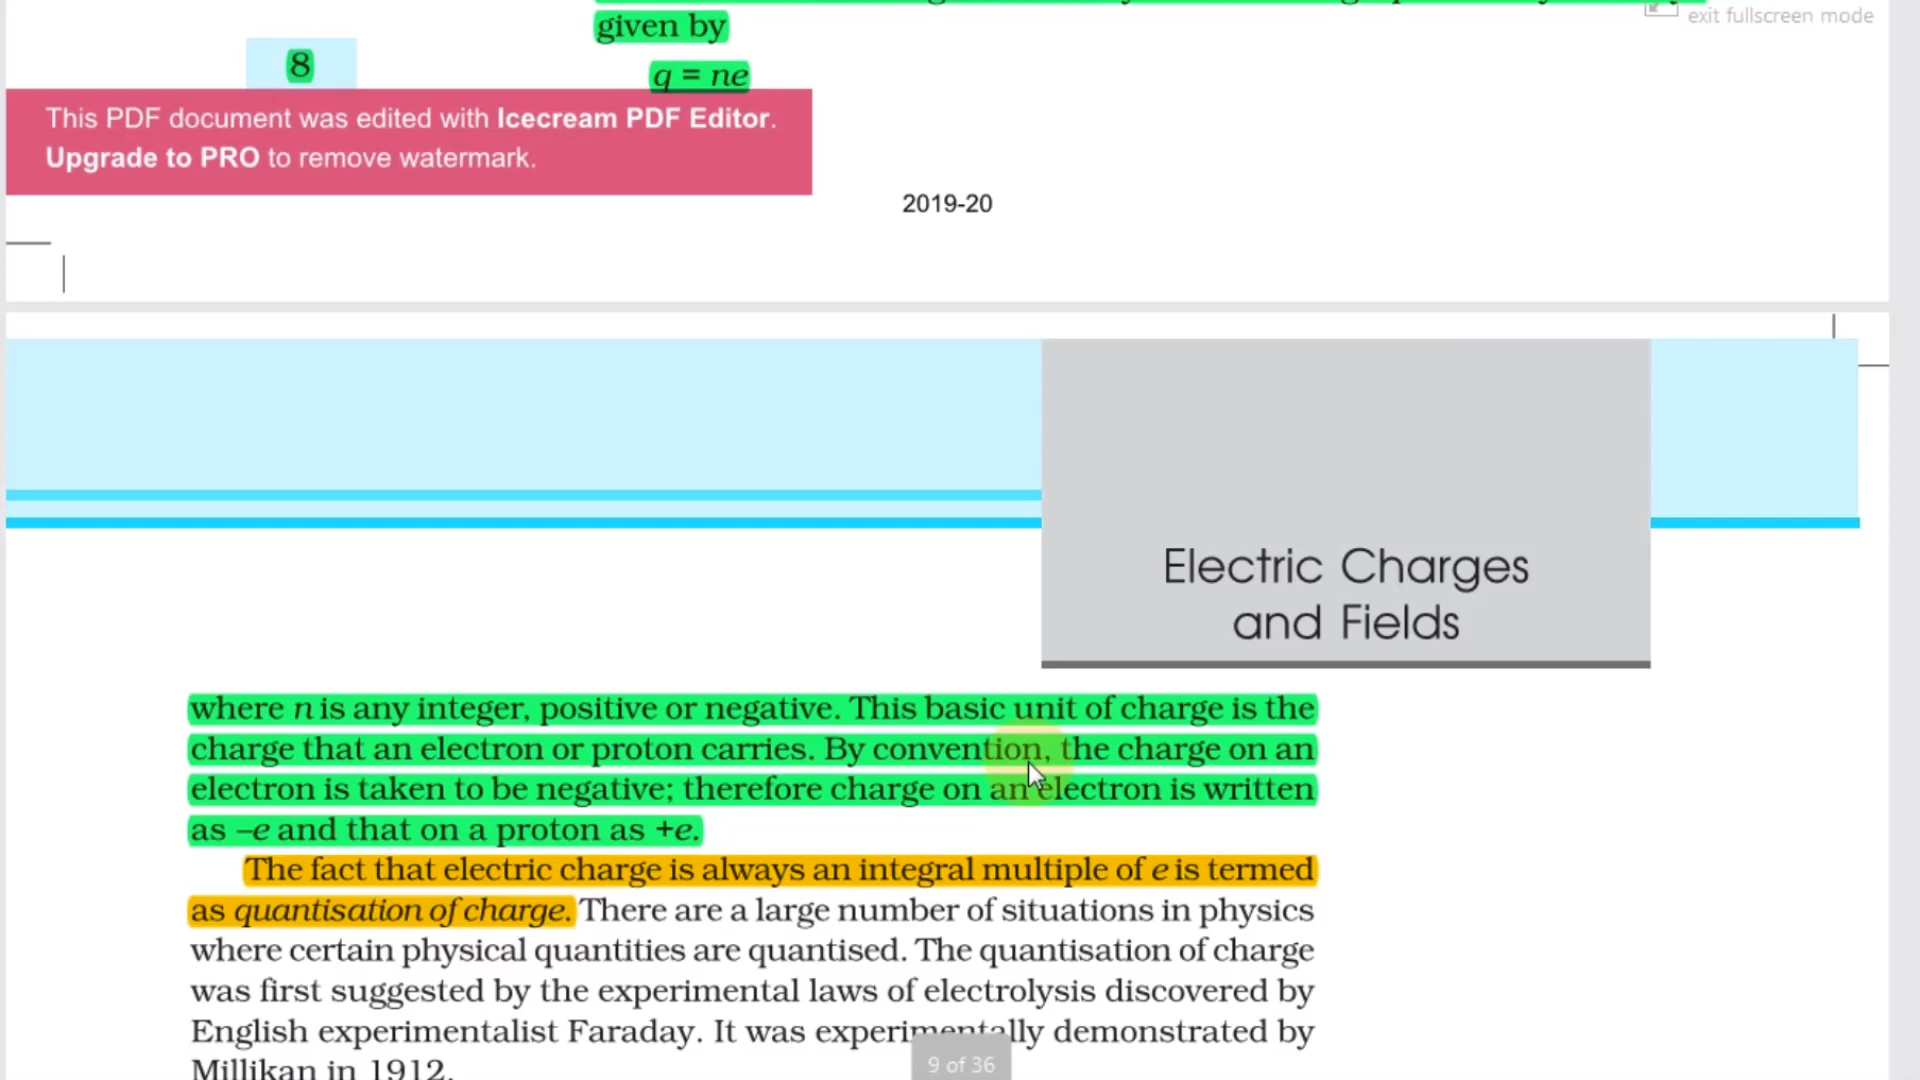 exit fullscreen mode
given by
8
q = ne
This PDF document was edited with Icecream PDF Editor.
Upgrade to PRO to remove watermark.
2019-20
Electric Charges
and Fields
where n is any integer, positive or negative. This basic unit of charge is the
charge that an electron or proton carries. By convention, the charge on an
electron is taken to be negative; therefore charge on an electron is written
as –e and that on a proton as +e.
The fact that electric charge is always an integral multiple of e is termed
as quantisation of charge. There are a large number of situations in physics
where certain physical quantities are quantised. The quantisation of charge
was first suggested by the experimental laws of electrolysis discovered by
English experimentalist Faraday. It was experimentally demonstrated by
Millikan in 1912.
9 of 36